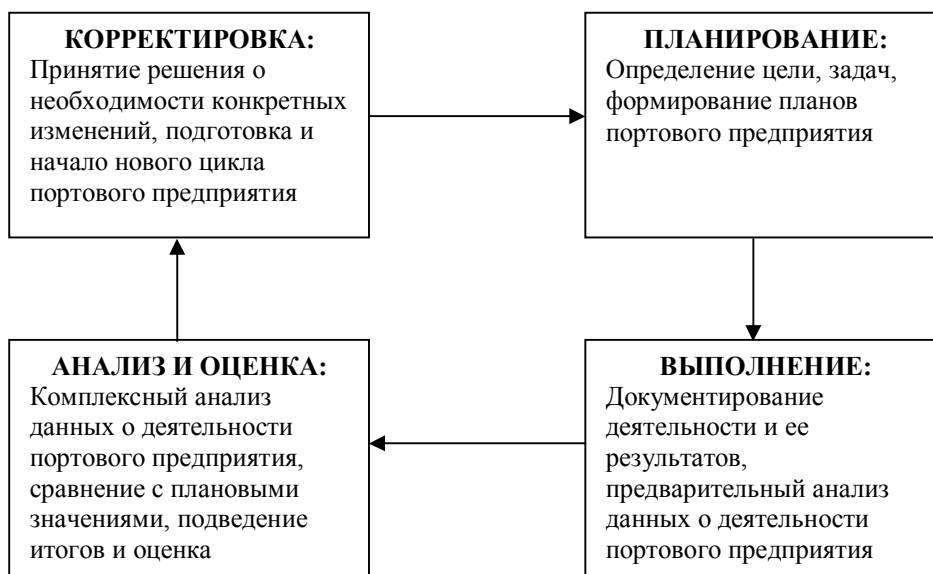 КОРРЕКТИРОВКА:
Принятие решения о
необходимости конкретных
изменений, подготовка и
начало нового цикла
портового предприятия
ПЛАНИРОВАНИЕ:
Определение цели, задач,
формирование планов
портового предприятия
АНАЛИЗ И ОЦЕНКА:
Комплексный анализ
данных о деятельности
портового предприятия,
сравнение с плановыми
значениями, подведение
итогов и оценка
ВЫПОЛНЕНИЕ:
Документирование
деятельности и ее
результатов,
предварительный анализ
данных о деятельности
портового предприятия